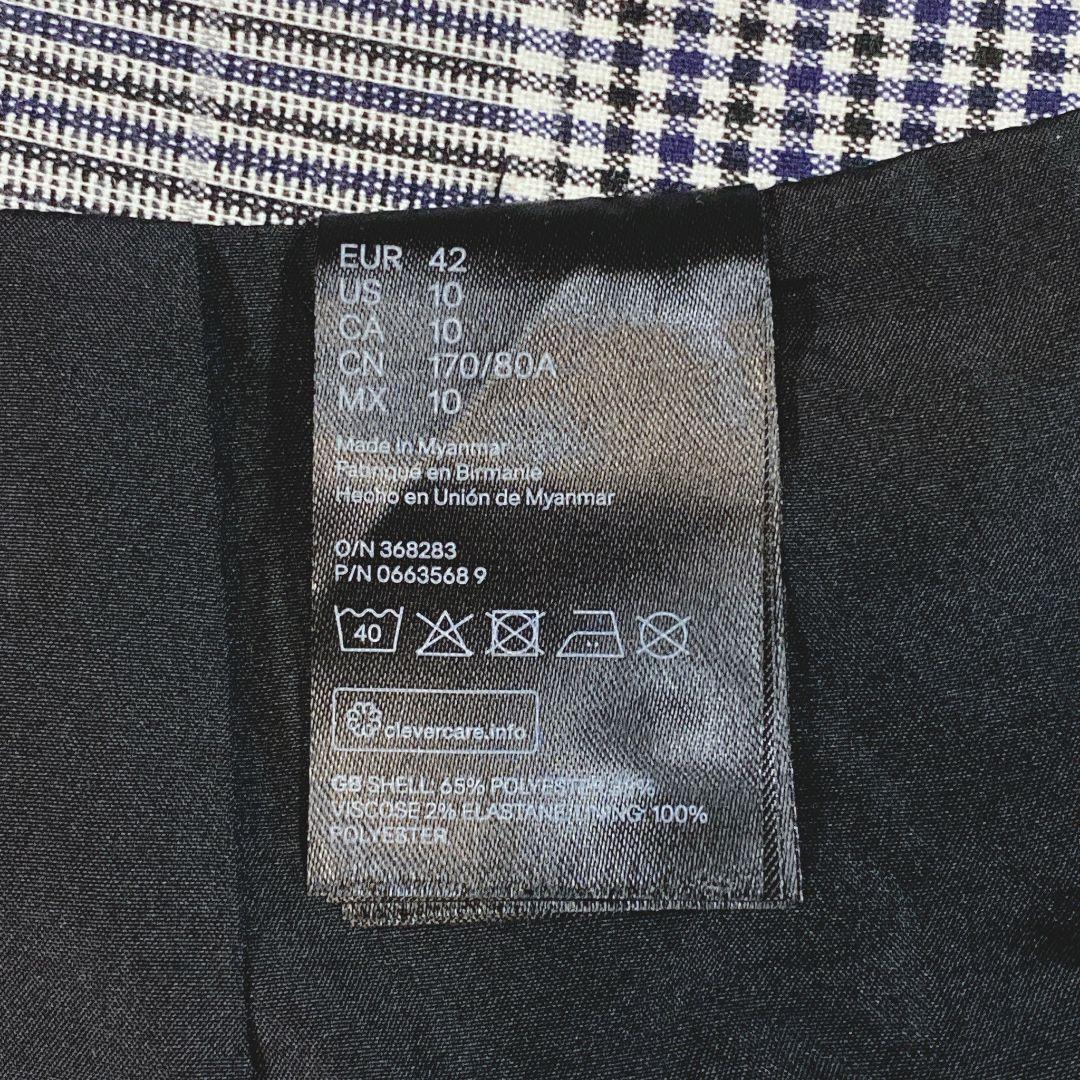 EUR 42
US 10
CA 10
CN 170/80A
MX 10
Made in Myanmar
Fabriqué en Birmanie
Hecho en Unión de Myanmar
O/N 368283
P/N 0663568 9
40
clevercare.info
GB SHELL: 65% POLYESTER
VISCOSE 2% ELASTANE LINING: 100%
POLYESTER